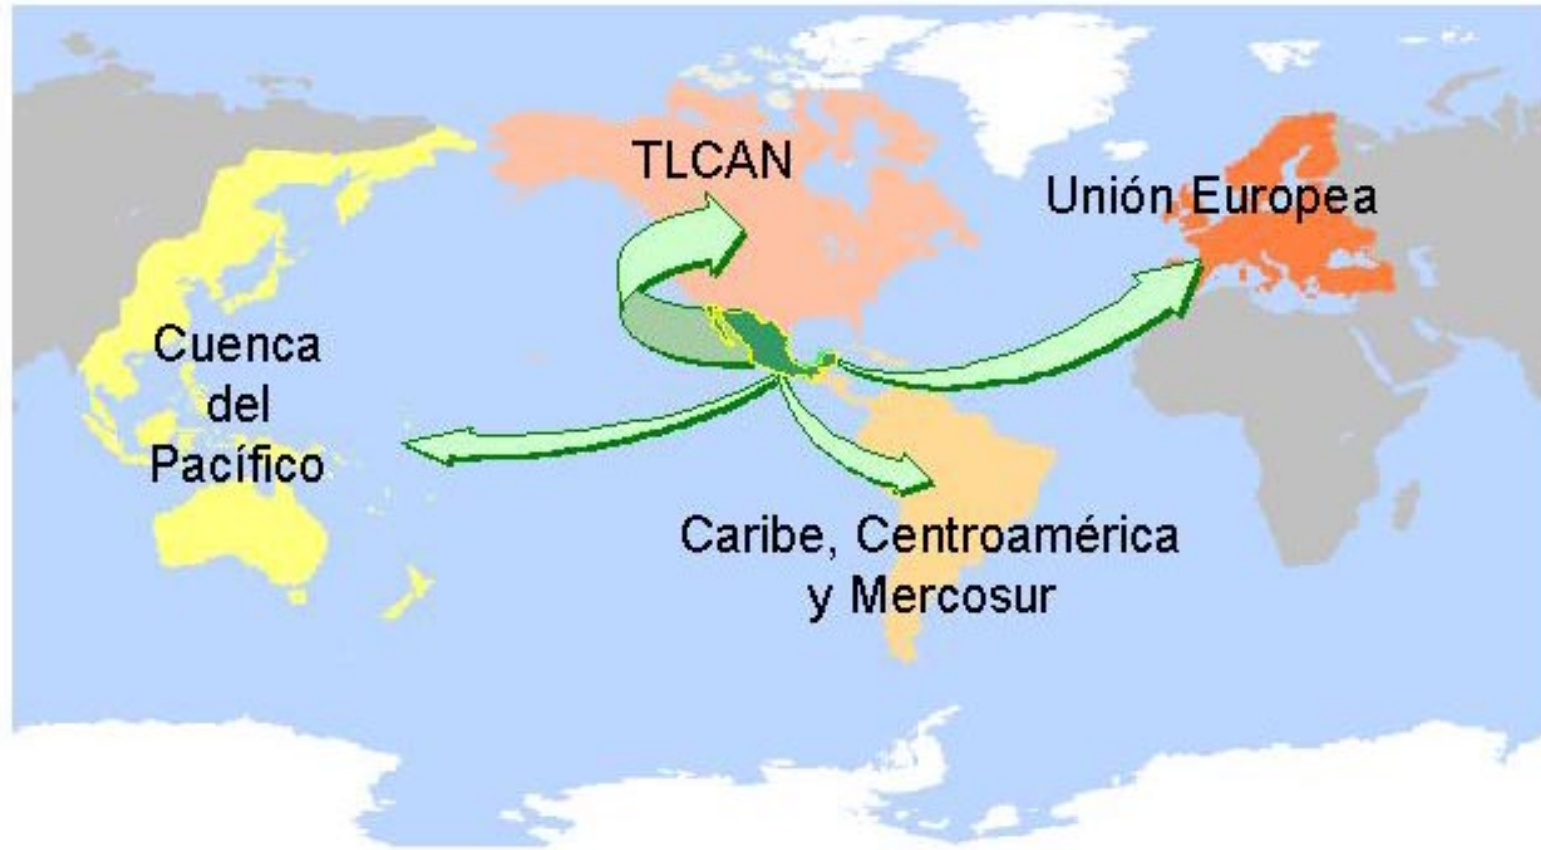 TLCAN
Unión Europea
Cuenca
del
Pacífico
Caribe, Centroamérica
y Mercosur